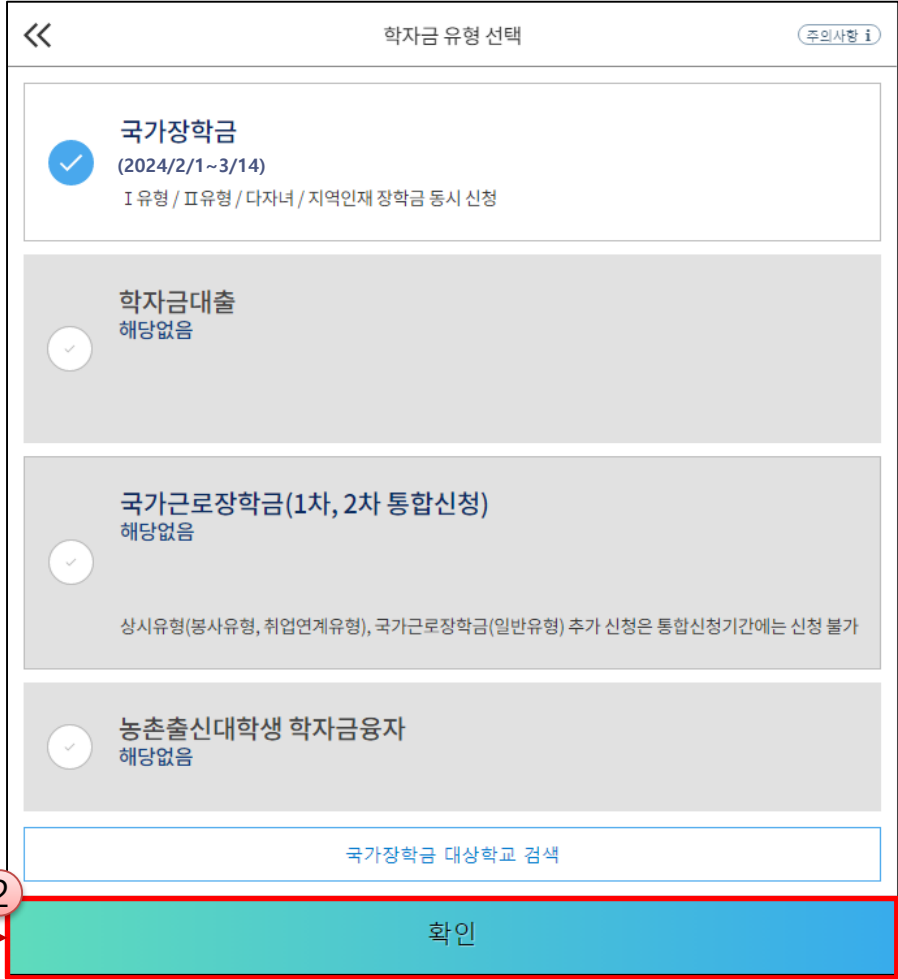 학자금 유형 선택
주의사항 i
국가장학금
(2024/2/1~3/14)
Ⅰ유형 / Ⅱ유형 / 다자녀 / 지역인재 장학금 동시 신청
학자금대출
해당없음
국가근로장학금(1차, 2차 통합신청)
해당없음
상시유형(봉사유형, 취업연계유형), 국가근로장학금(일반유형) 추가 신청은 통합신청기간에는 신청 불가
농촌출신대학생 학자금융자
해당없음
국가장학금 대상학교 검색
2
확인